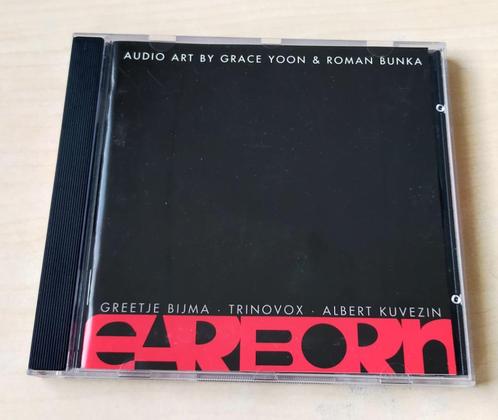 AUDIO ART BY GRACE YOON & ROMAN BUNKA
GREETJE BIJMA · TRINOVOX · ALBERT KUVEZIN
EARBORN